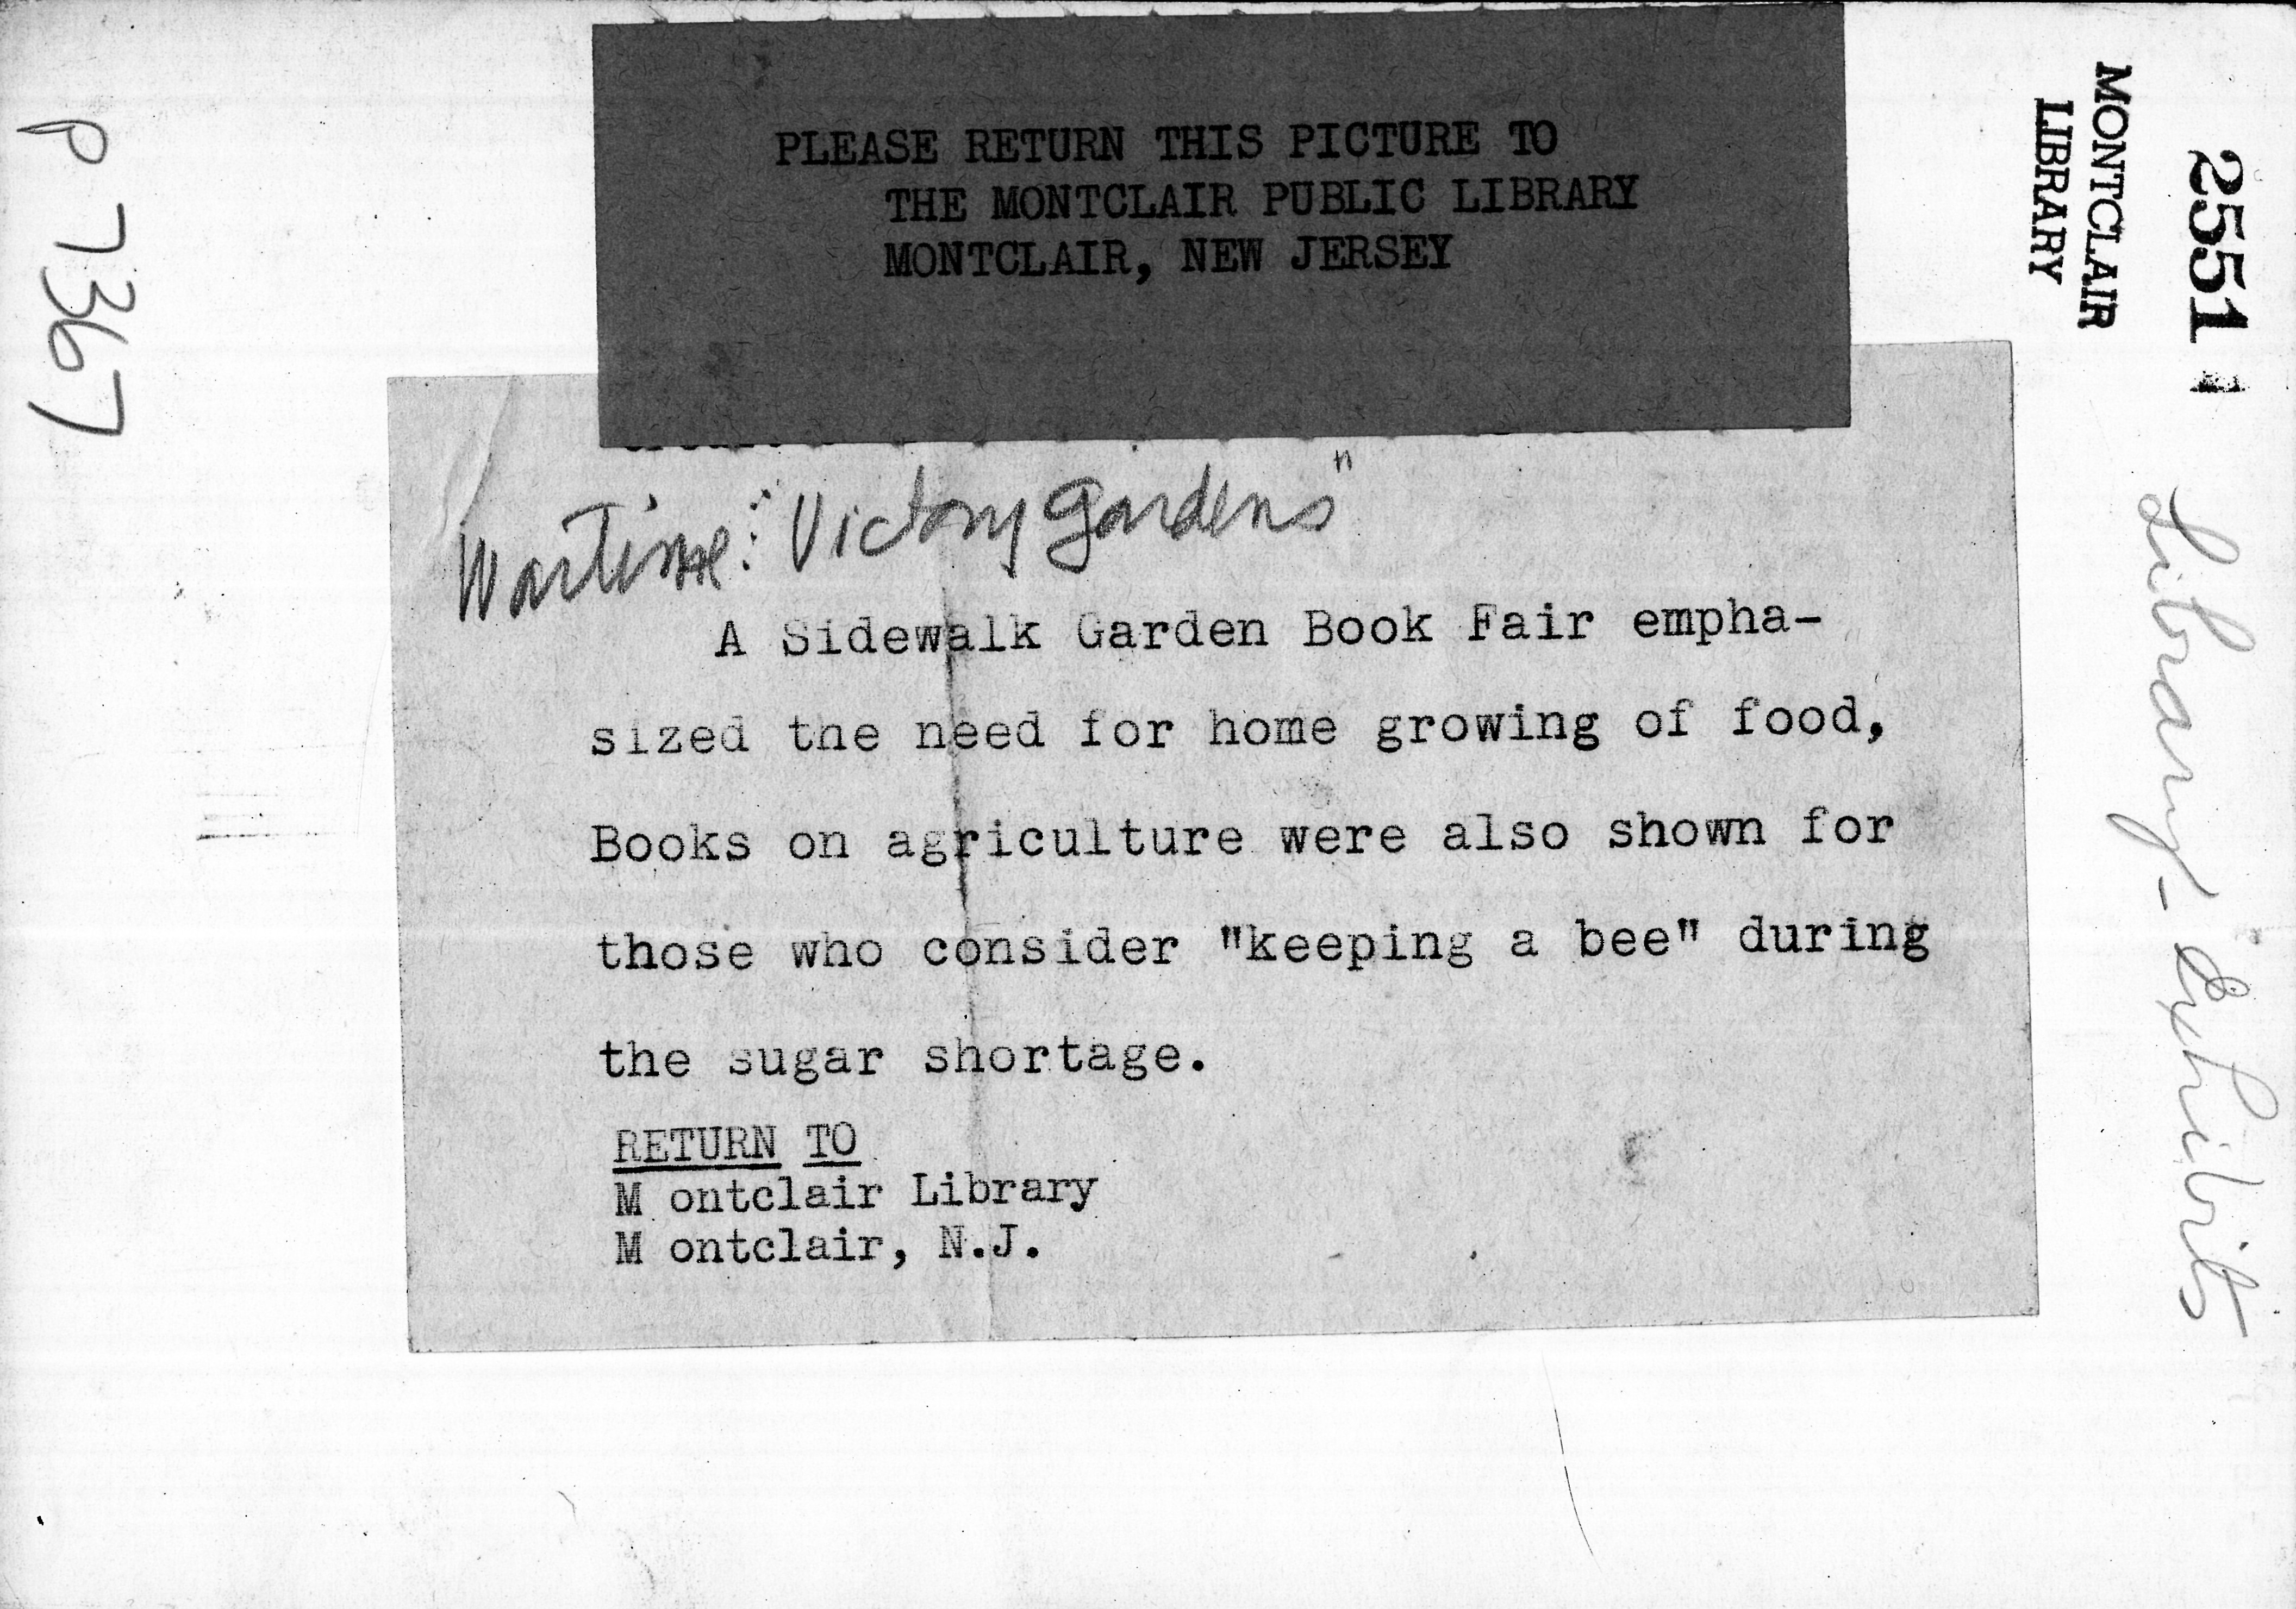 PLEASE RETURN THIS PICTURE TO
THE MONTCLAIR PUBLIC LIBRARY
MONTCLAIR, NEW JERSEY
Wartime: "Victory Gardens"
A Sidewalk Garden Book Fair empha-
sized the need for home growing of food,
Books on agriculture were also shown for
those who consider "keeping a bee" during
the sugar shortage.
RETURN TO
M ontclair Library
M ontclair, N.J.
P 7367
2551
MONTCLAIR
LIBRARY
Library - Exhibits